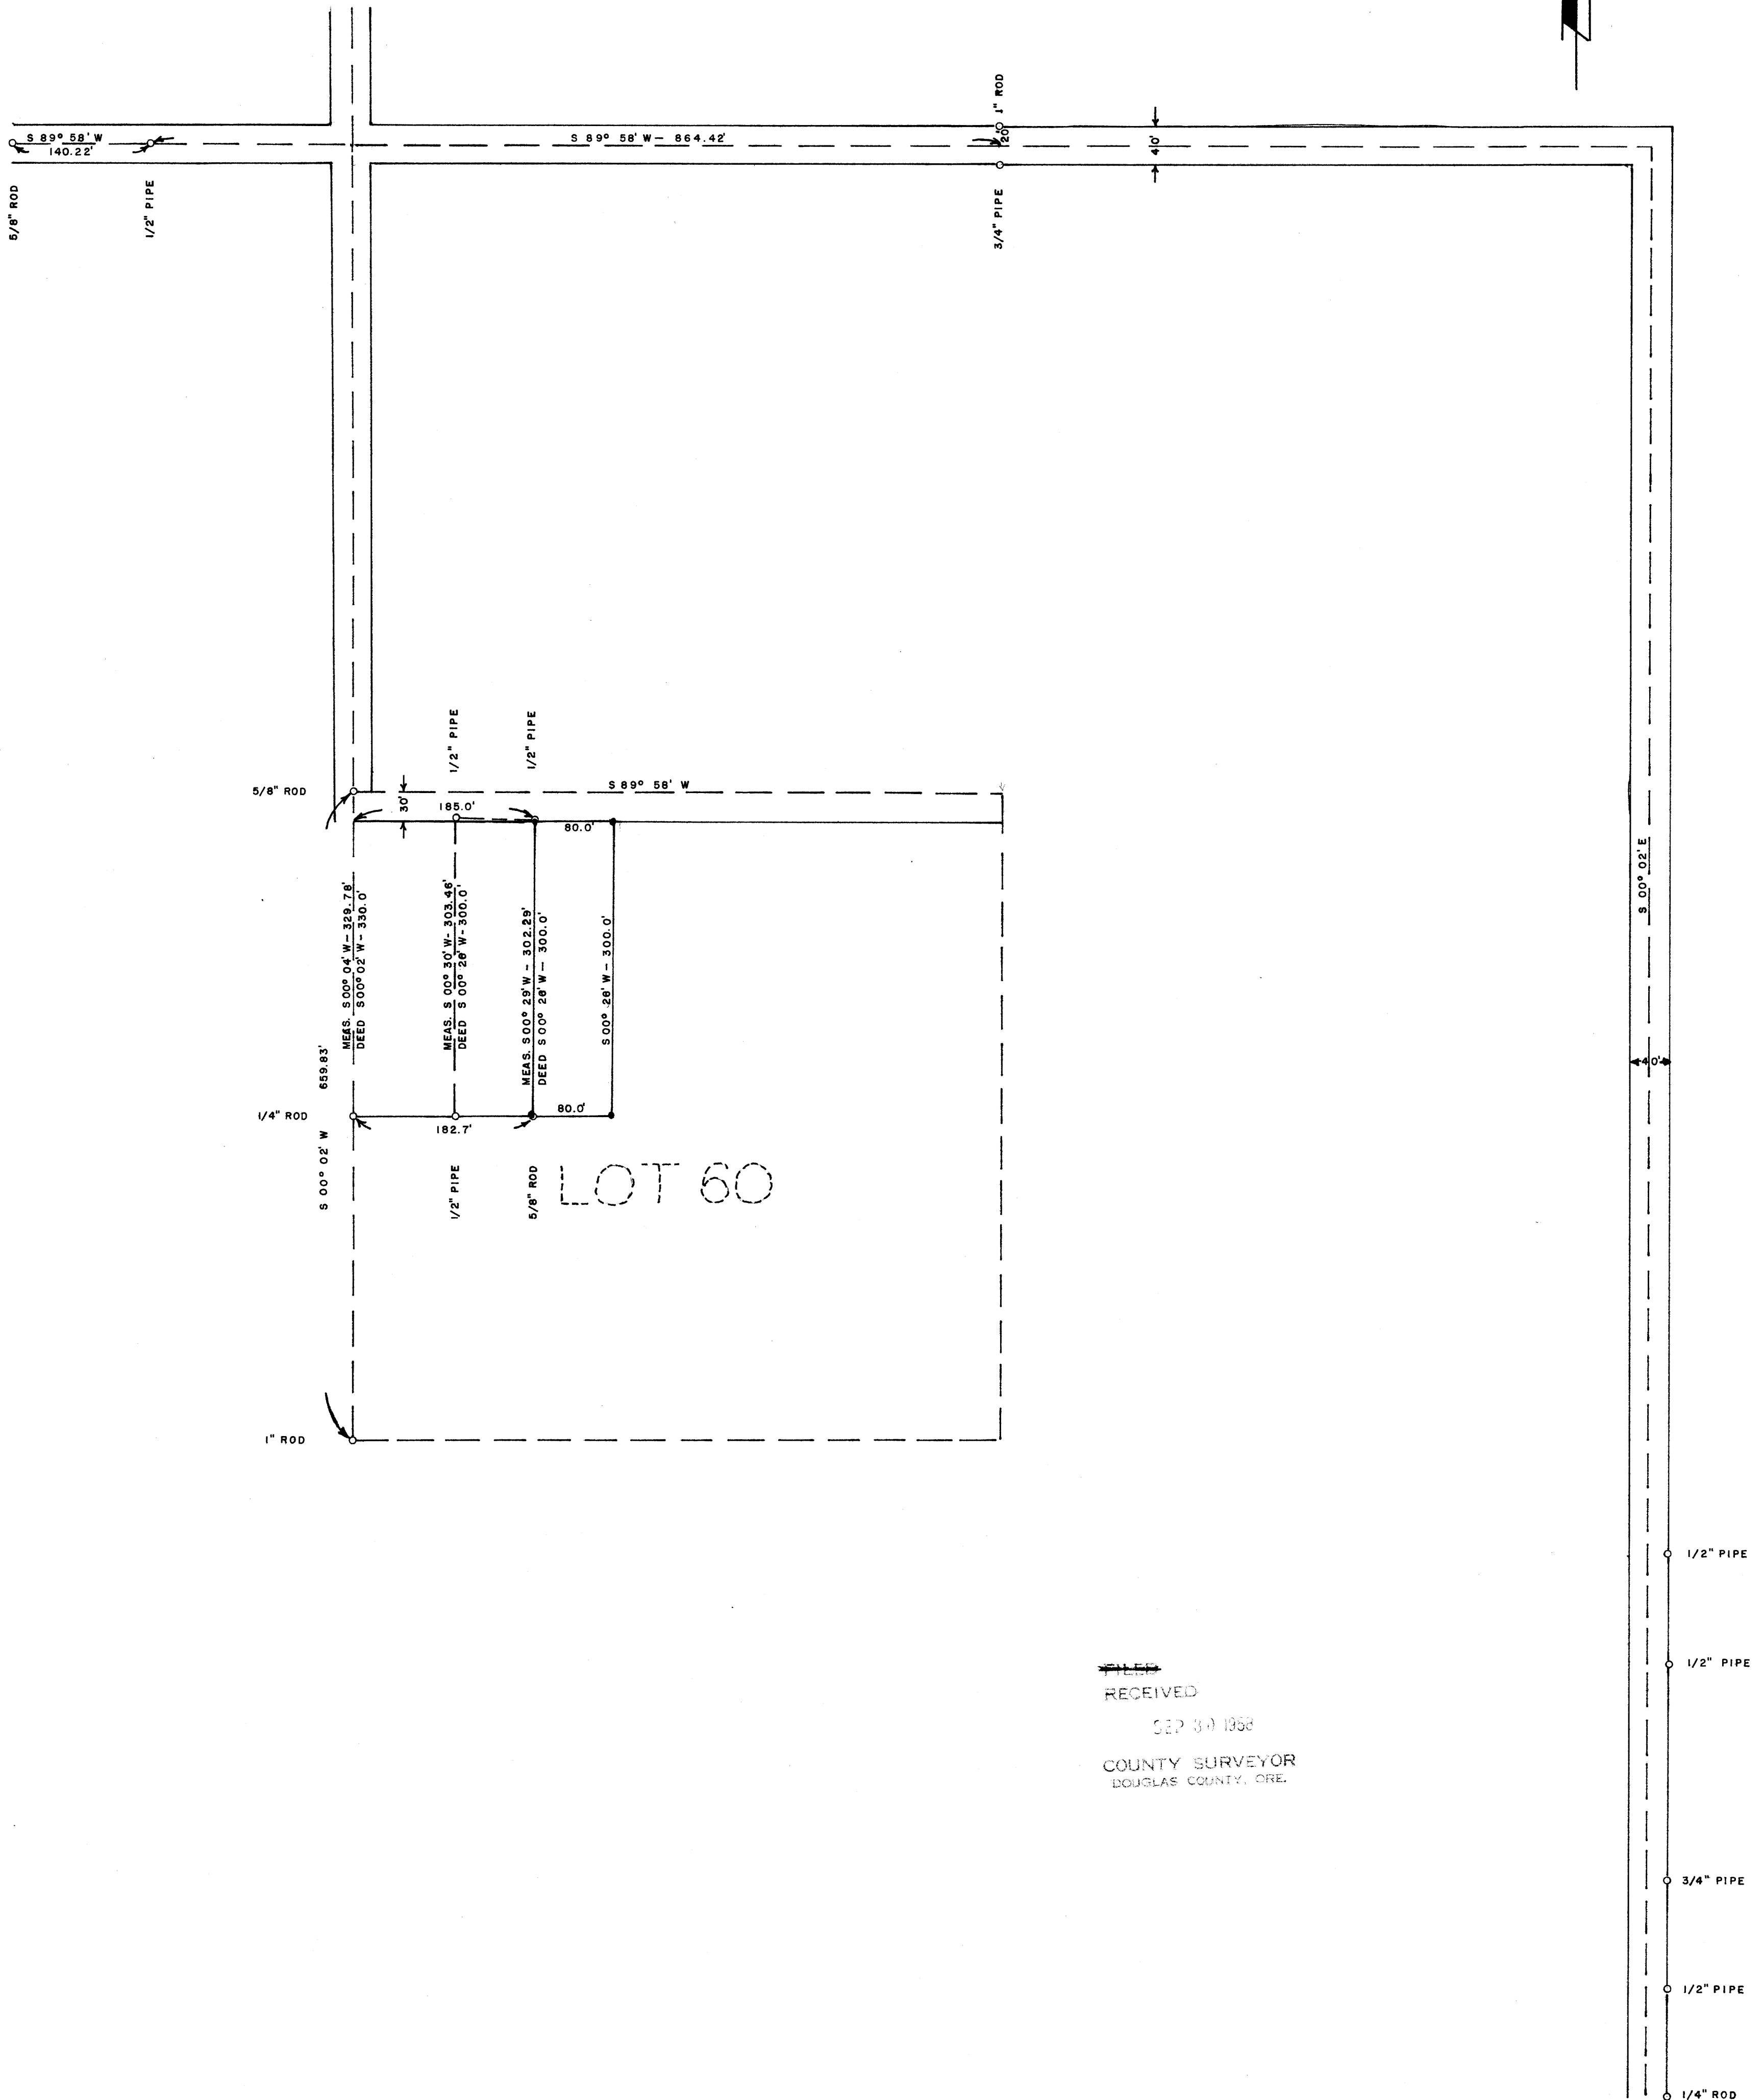 1" ROD
S 89° 58' W
140.22'
S 89° 58' W — 864.42'
20'
40'
5/8" ROD
1/2" PIPE
3/4" PIPE
1/2" PIPE
1/2" PIPE
5/8" ROD
S 89° 58' W
30'
185.0'
80.0'
MEAS. S 00° 04' W - 329.78'
DEED S 00° 02' W - 330.0'
MEAS. S 00° 30' W - 303.46'
DEED S 00° 28' W - 300.0'
MEAS. S 00° 29' W - 302.29'
DEED S 00° 28' W — 300.0'
S 00° 28' W — 300.0'
S 00° 02' E
40'
S 00° 02' W 659.83'
1/4" ROD
182.7'
80.0'
1/2" PIPE
5/8" ROD
LOT 60
1" ROD
1/2" PIPE
1/2" PIPE
FILED
RECEIVED
SEP 30 1968
COUNTY SURVEYOR
DOUGLAS COUNTY, ORE.
3/4" PIPE
1/2" PIPE
1/4" ROD